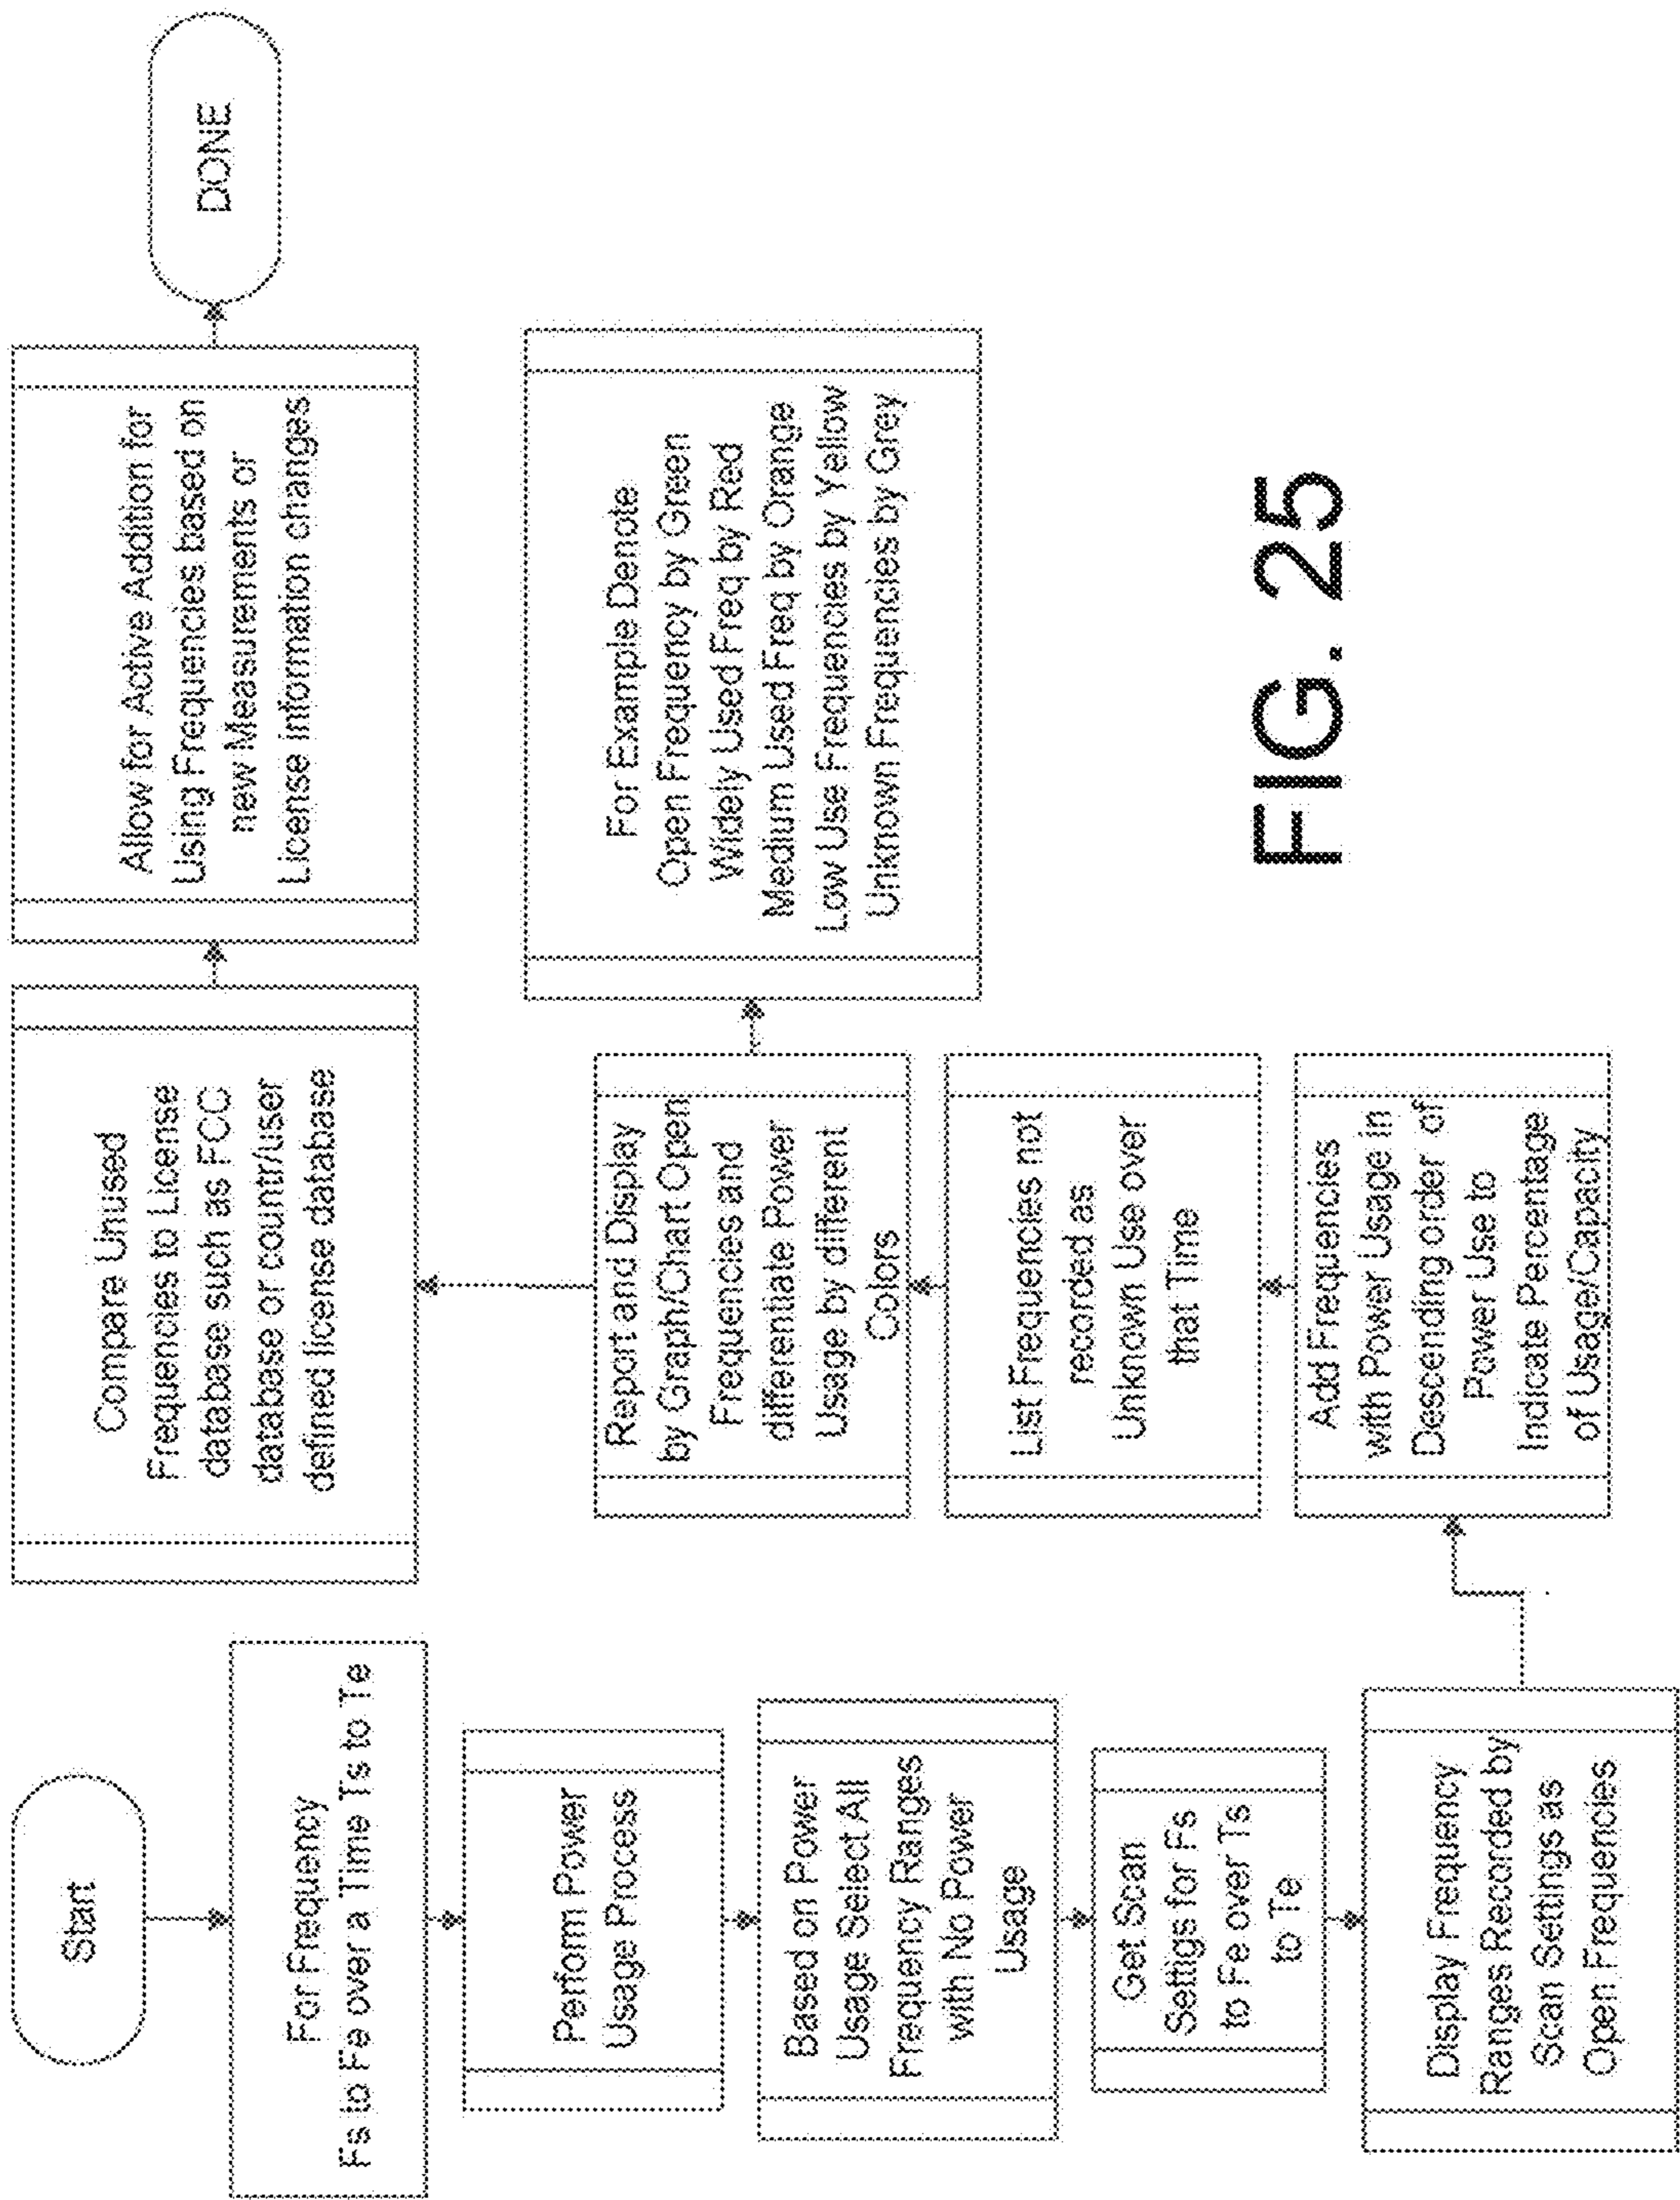 Start
For Frequency
Fs to Fe over a Time Ts to Te
Perform Power
Usage Process
Based on Power
Usage Select All
Frequency Ranges
with No Power
Usage
Get Scan
Settigs for Fs
to Fe over Ts
to Te
Display Frequency
Ranges Recorded by
Scan Settings as
Open Frequencies
Add Frequencies
with Power Usage in
Descending order of
Power Use to
Indicate Percentage
of Usage/Capacity
List Frequencies not
recorded as
Unknown Use over
that Time
Report and Display
by Graph/Chart Open
Frequencies and
differentiate Power
Usage by different
Colors
For Example Denote
Open Frequency by Green
Widely Used Freq by Red
Medium Used Freq by Orange
Low Use Frequencies by Yellow
Unknown Frequencies by Grey
Compare Unused
Frequencies to License
database such as FCC
database or countr/user
defined license database
Allow for Active Addition for
Using Frequencies based on
new Measurements or
License information changes
DONE
FIG. 25